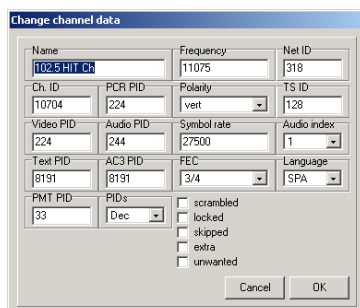 Change channel data
Name Frequency Net ID
102.5 HIT Ch 11075 318
Ch. ID PCR PID Polarity TS ID
10704 224 vert 128
Video PID Audio PID Symbol rate Audio index
224 244 27500 1
Text PID AC3 PID FEC Language
8191 8191 3/4 SPA
PMT PID PIDs
33 Dec
scrambled
locked
skipped
extra
unwanted
Cancel OK